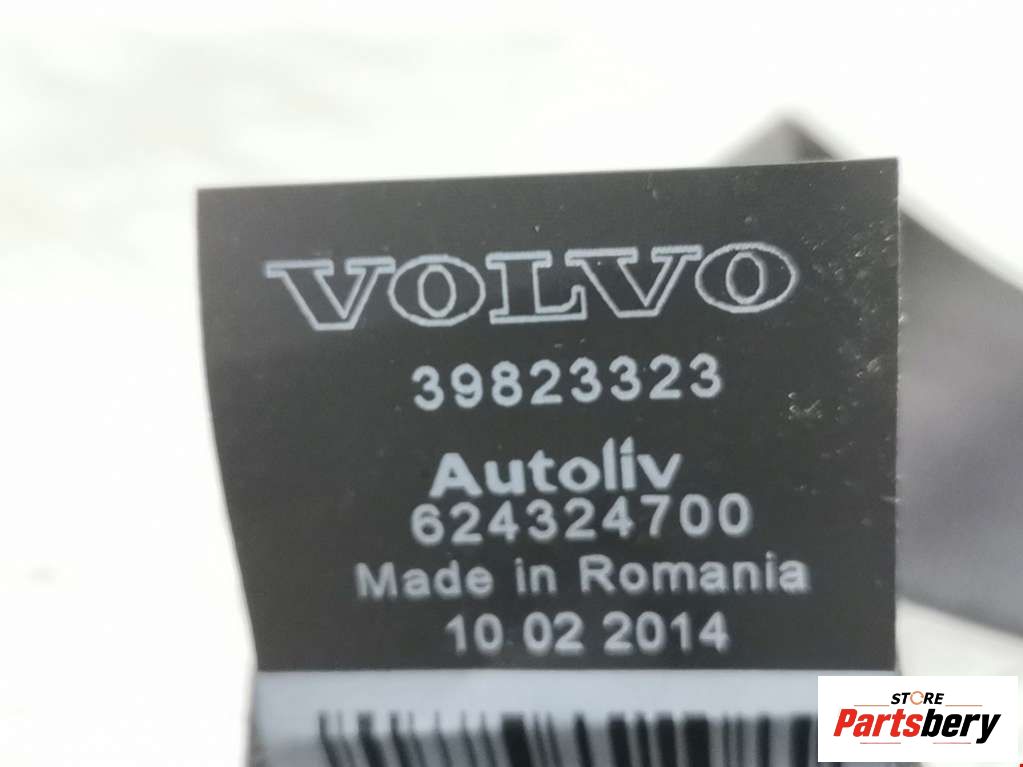 VOLVO
39823323
Autoliv
624324700
Made in Romania
10 02 2014
STORE
Partsbery